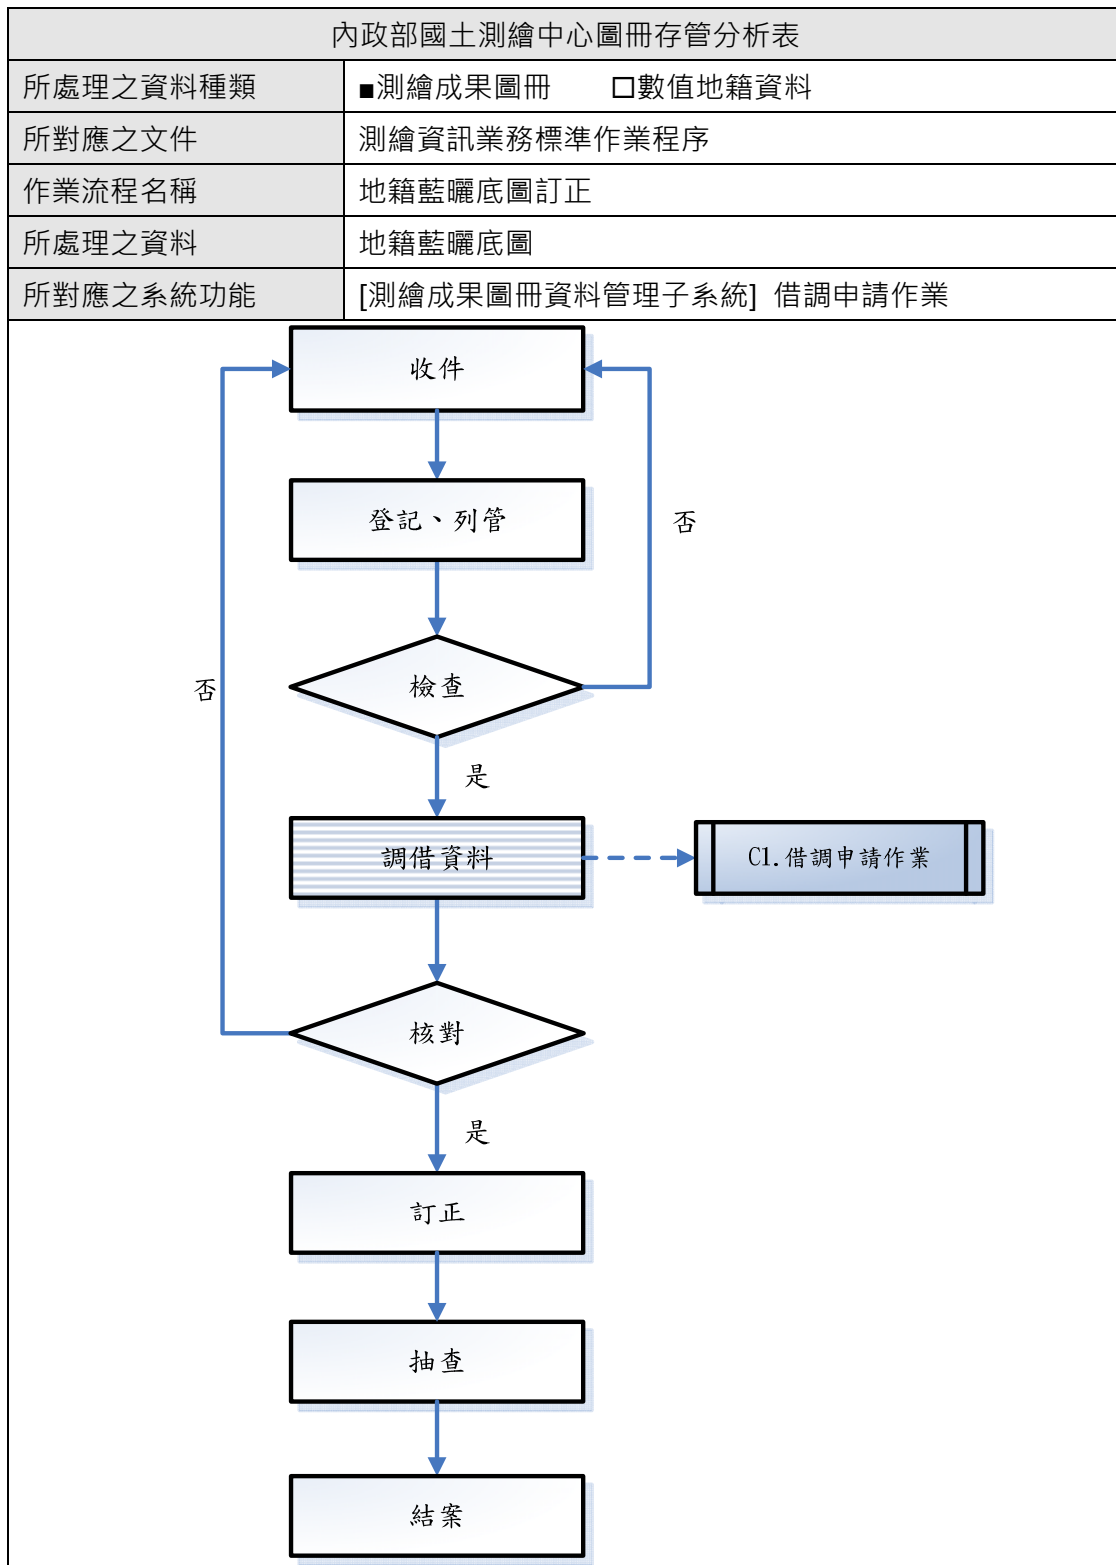 內政部國土測繪中心圖冊存管分析表
所處理之資料種類 ■測繪成果圖冊 □數值地籍資料
所對應之文件 測繪資訊業務標準作業程序
作業流程名稱 地籍藍曬底圖訂正
所處理之資料 地籍藍曬底圖
所對應之系統功能 [測繪成果圖冊資料管理子系統] 借調申請作業
收件
登記、列管
否
檢查
否
是
調借資料
C1.借調申請作業
核對
是
訂正
抽查
結案